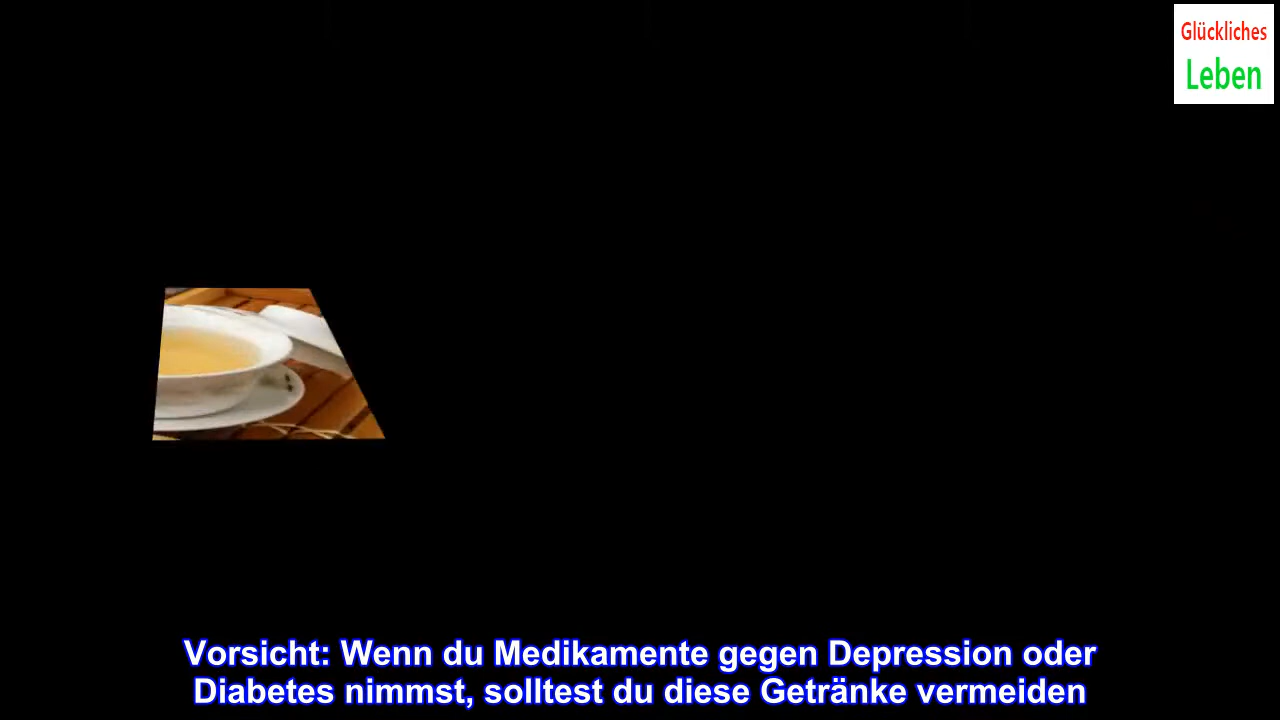 Glückliches
Leben
Vorsicht: Wenn du Medikamente gegen Depression oder
Diabetes nimmst, solltest du diese Getränke vermeiden